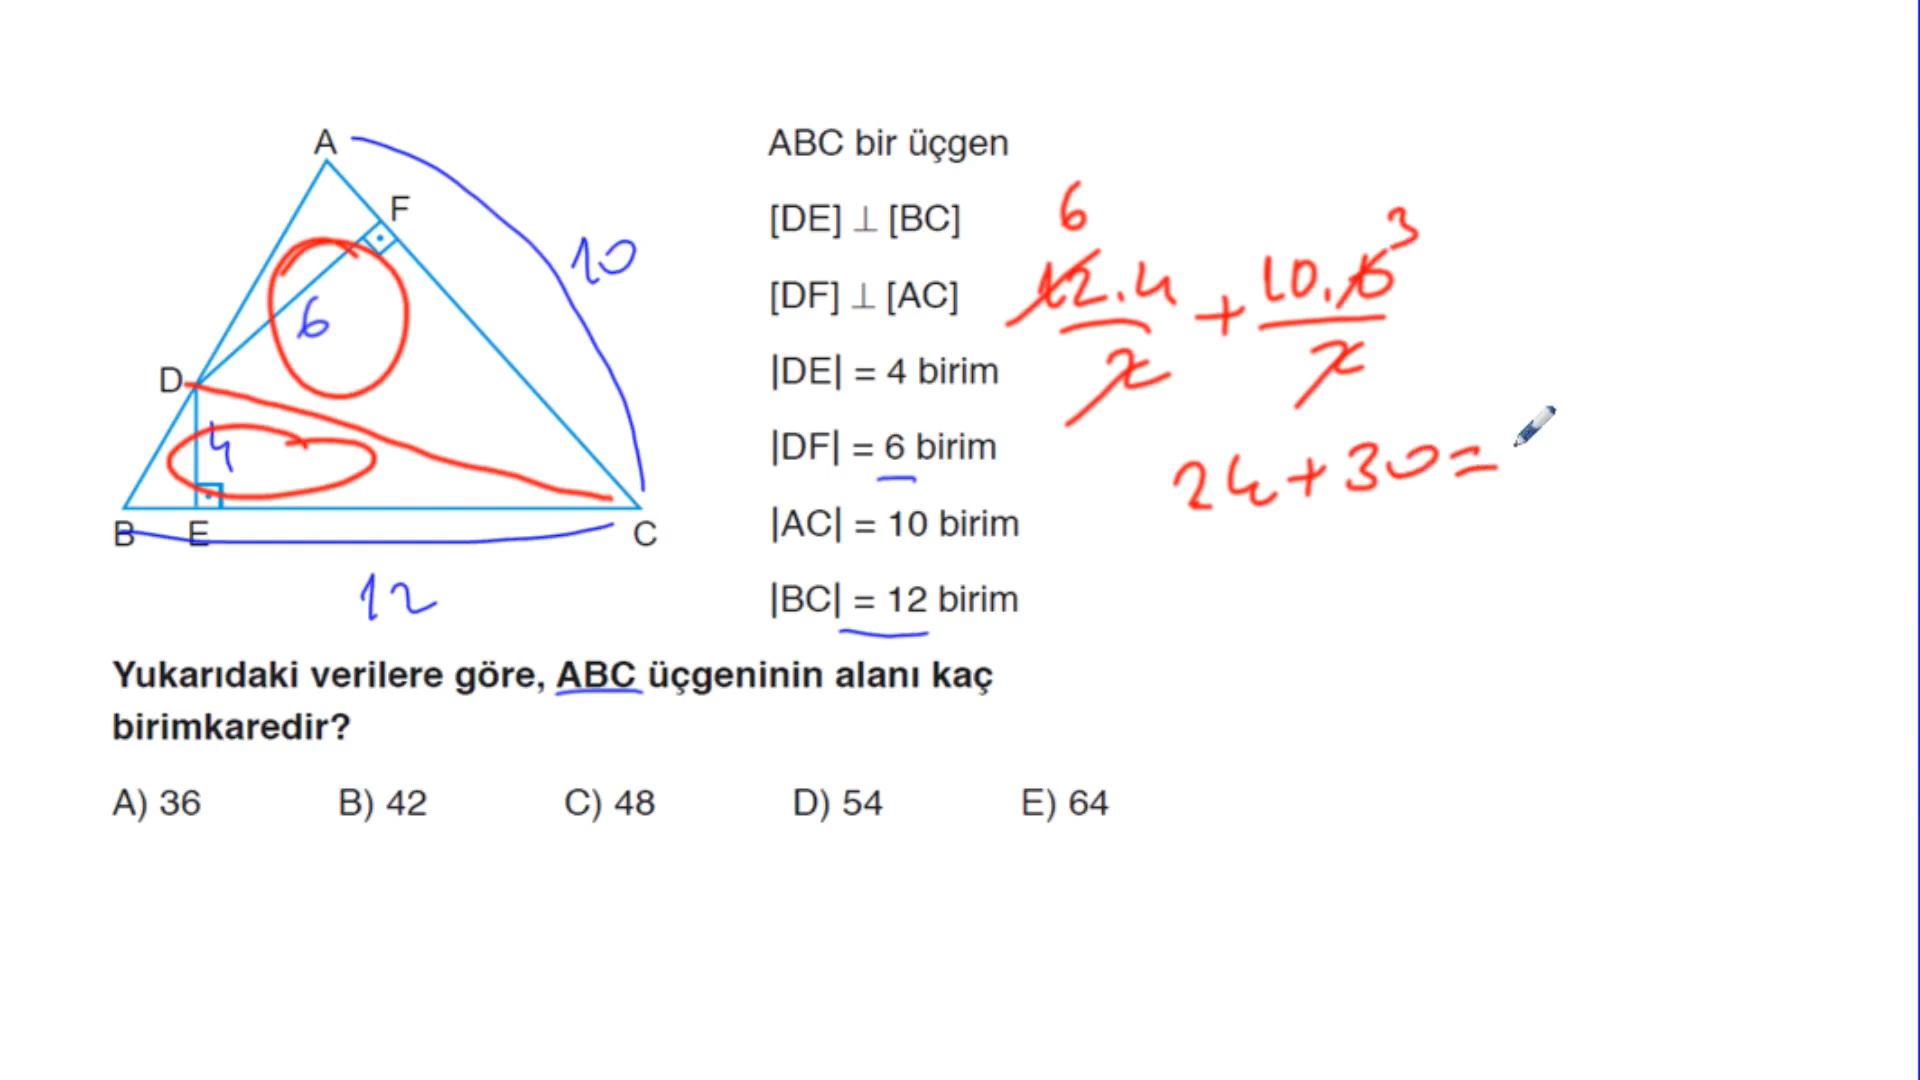 A
F
10
6
D
4
B E C
12
ABC bir üçgen
[DE] ⊥ [BC]
[DF] ⊥ [AC]
|DE| = 4 birim
|DF| = 6 birim
|AC| = 10 birim
|BC| = 12 birim
6 3
12.4/2 + 10.6/2
24+30=
Yukarıdaki verilere göre, ABC üçgeninin alanı kaç
birimkaredir?
A) 36 B) 42 C) 48 D) 54 E) 64